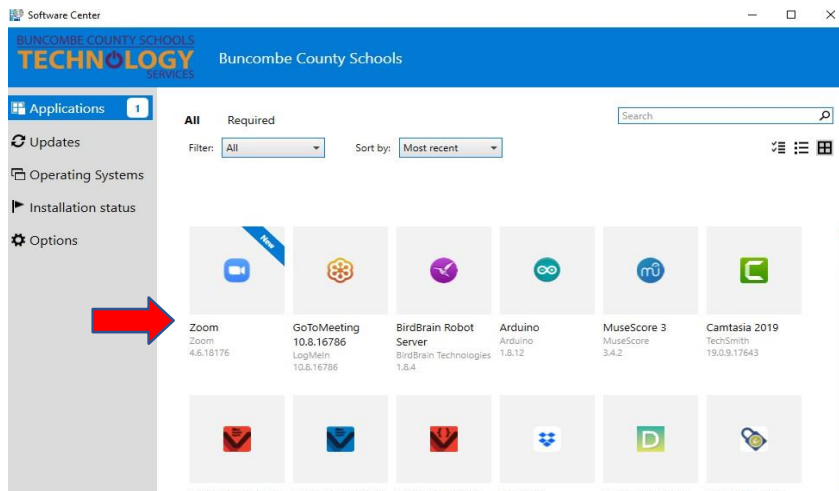 Software Center
BUNCOMBE COUNTY SCHOOLS
TECHNOLOGY
SERVICES
Buncombe County Schools
Applications 1
Updates
Operating Systems
Installation status
Options
All Required
Search
Filter: All Sort by: Most recent
New
mû
C
Zoom
Zoom
4.6.18176
GoToMeeting
10.8.16786
LogMeIn
10.8.16786
BirdBrain Robot
Server
BirdBrain Technologies
1.8.4
Arduino
Arduino
1.8.12
MuseScore 3
MuseScore
3.4.2
Camtasia 2019
TechSmith
19.0.9.17643
D